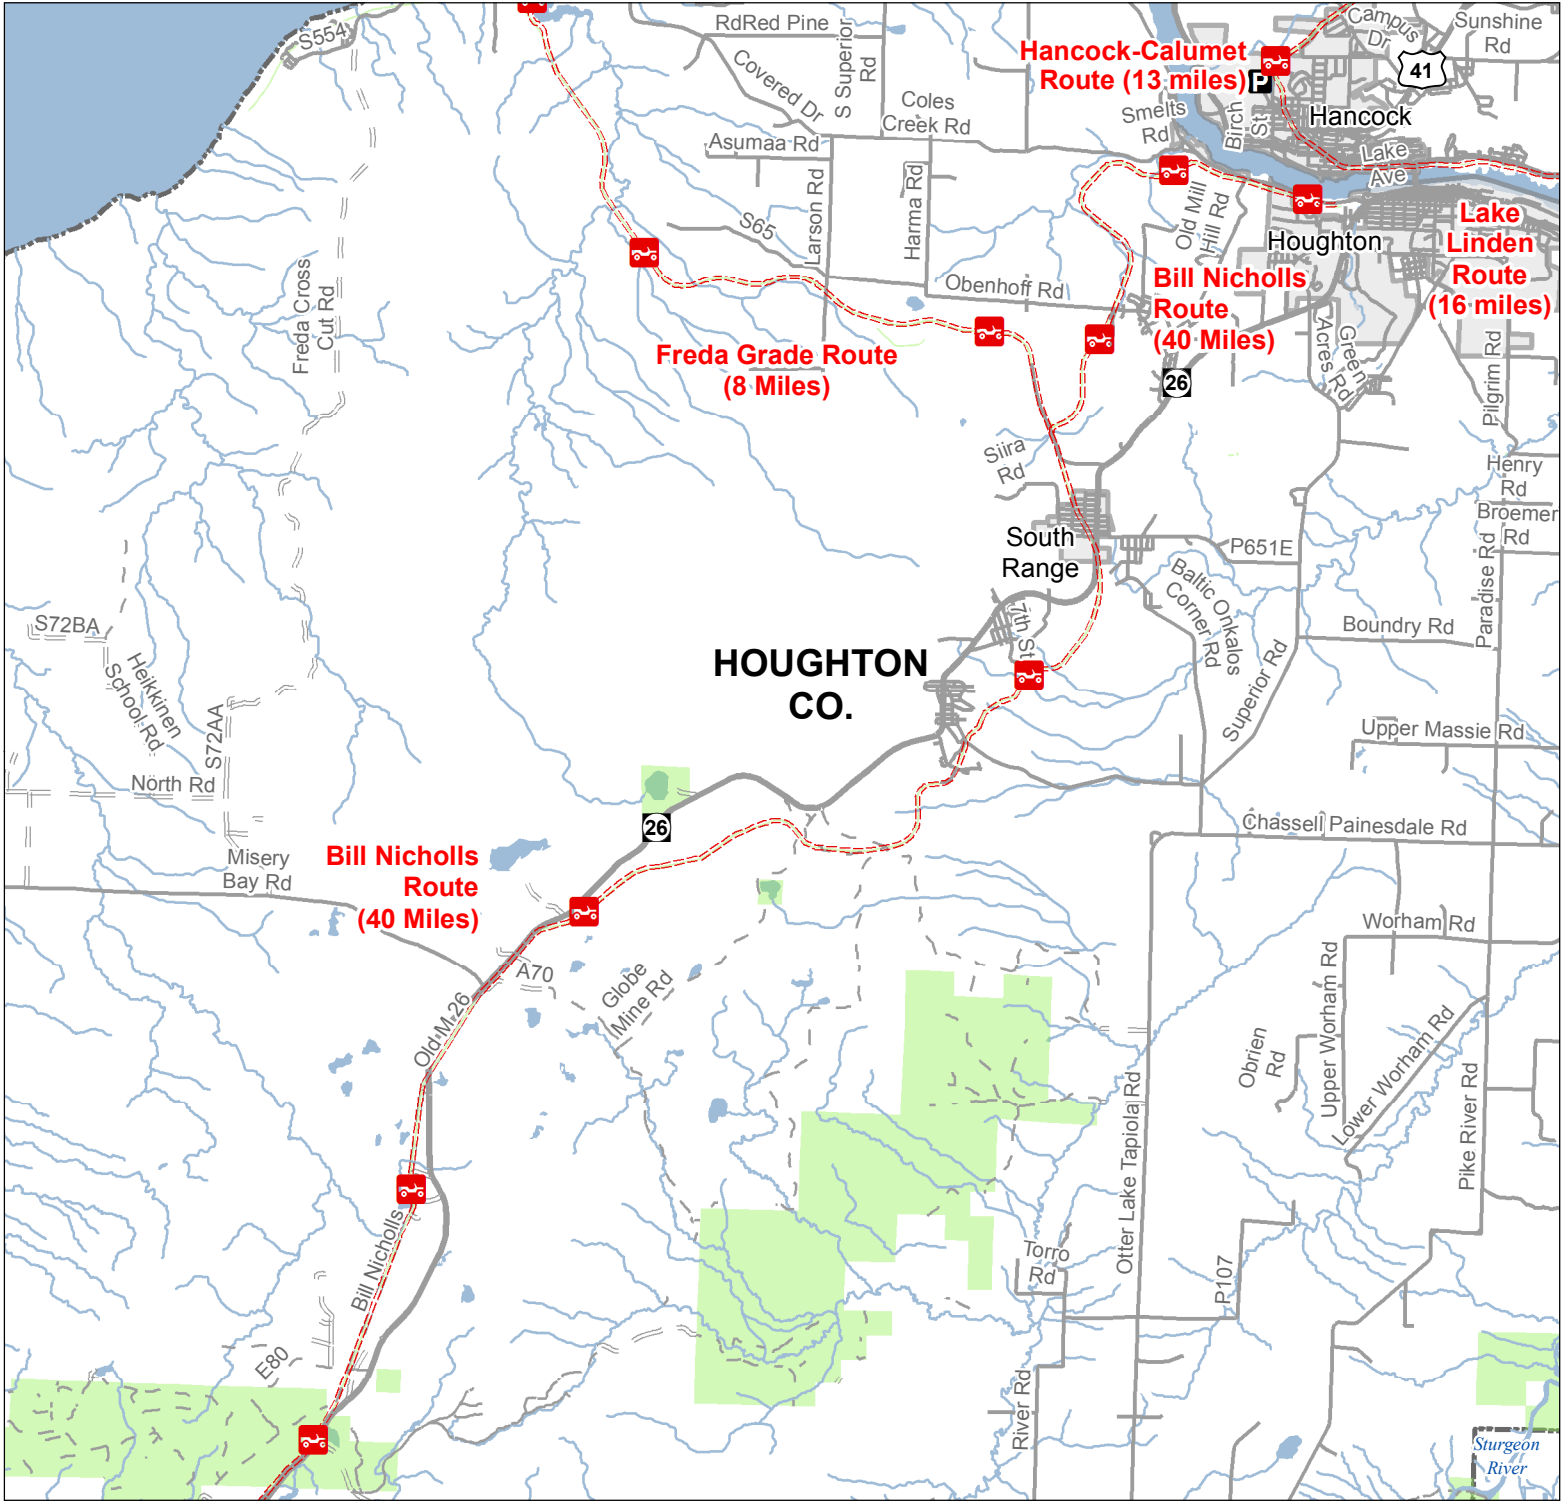 S554
RdRed Pine
Covered Dr
S Superior
Rd
Coles
Creek Rd
Asumaa Rd
Hancock-Calumet
Route (13 miles)
P
Campus
Dr
Sunshine
Rd
41
Smelts
Rd
Birch
St
Hancock
Lake
Ave
Larson Rd
Harma Rd
S65
Old Mill
Hill Rd
Houghton
Lake
Linden
Route
(16 miles)
Freda Cross
Cut Rd
Obenhoff Rd
Bill Nicholls
Route
(40 Miles)
Freda Grade Route
(8 Miles)
26
Green
Acres Rd
Pilgrim Rd
Siira
Rd
Henry
Rd
Broemer
Rd
South
Range
P651E
Baltic Onkalos
Corner Rd
Paradise Rd
Boundry Rd
S72BA
Heikkinen
School Rd
7th St
HOUGHTON
CO.
Superior Rd
S72AA
Upper Massie Rd
North Rd
26
Chassell Painesdale Rd
Misery
Bay Rd
Bill Nicholls
Route
(40 Miles)
Worham Rd
A70
Globe
Mine Rd
Old M-26
Upper Worham Rd
Obrien
Rd
Lower Worham Rd
Otter Lake Tapiola Rd
Pike River Rd
Bill Nicholls
Torro
Rd
P107
E80
River Rd
Sturgeon
River